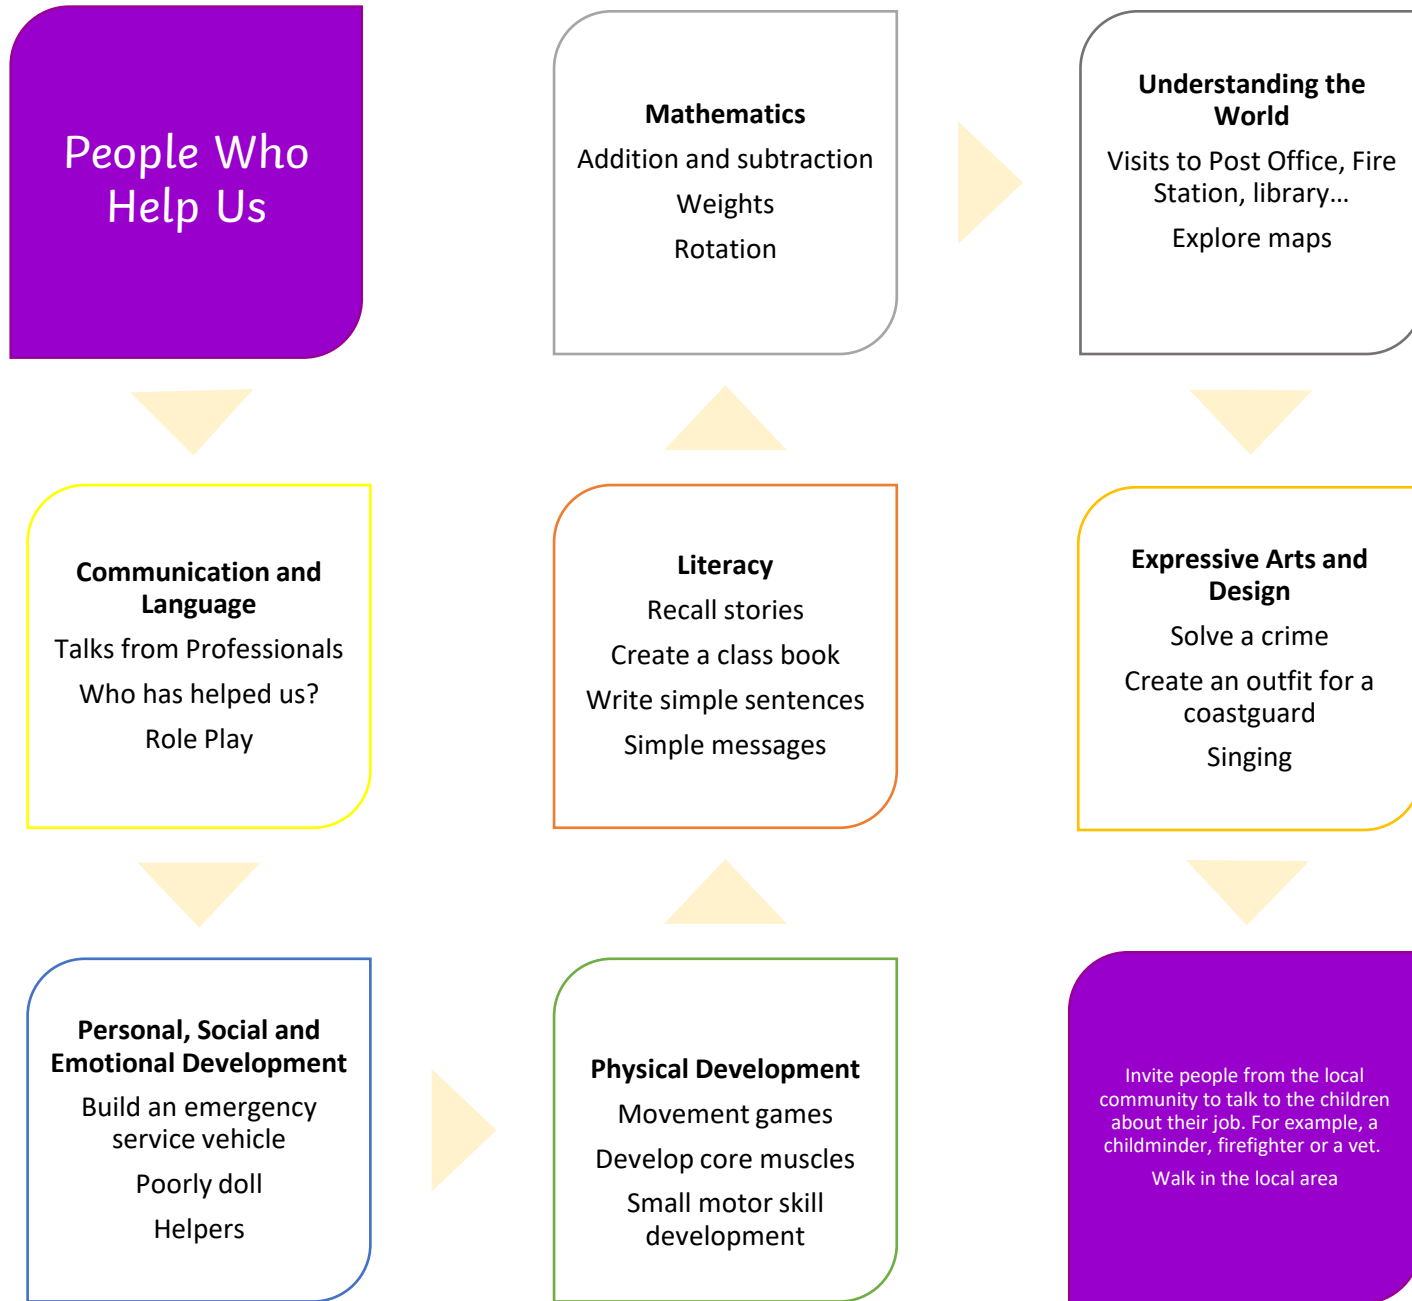 People Who
Help Us
Communication and
Language
Talks from Professionals
Who has helped us?
Role Play
Personal, Social and
Emotional Development
Build an emergency
service vehicle
Poorly doll
Helpers
Physical Development
Movement games
Develop core muscles
Small motor skill
development
Literacy
Recall stories
Create a class book
Write simple sentences
Simple messages
Mathematics
Addition and subtraction
Weights
Rotation
Understanding the
World
Visits to Post Office, Fire
Station, library…
Explore maps
Expressive Arts and
Design
Solve a crime
Create an outfit for a
coastguard
Singing
Invite people from the local
community to talk to the children
about their job. For example, a
childminder, firefighter or a vet.
Walk in the local area